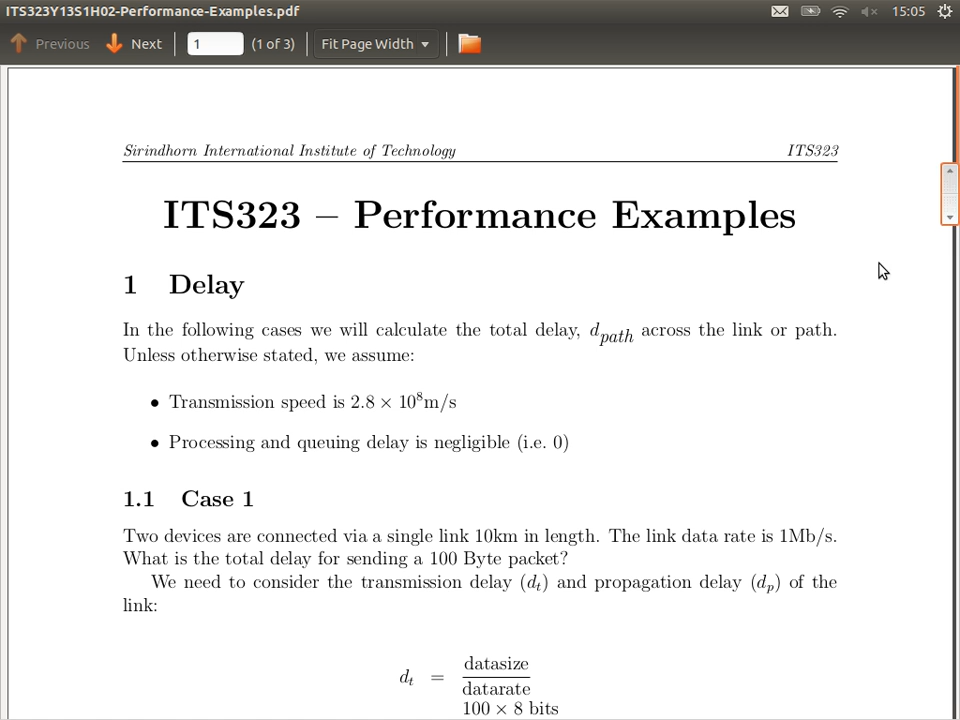 ITS323Y13S1H02-Performance-Examples.pdf 15:05
Previous Next 1 (1 of 3) Fit Page Width
Sirindhorn International Institute of Technology ITS323
ITS323 – Performance Examples
1 Delay
In the following cases we will calculate the total delay, d_path across the link or path.
Unless otherwise stated, we assume:
• Transmission speed is 2.8 × 10⁸m/s
• Processing and queuing delay is negligible (i.e. 0)
1.1 Case 1
Two devices are connected via a single link 10km in length. The link data rate is 1Mb/s.
What is the total delay for sending a 100 Byte packet?
We need to consider the transmission delay (d_t) and propagation delay (d_p) of the
link:
datasize
d_t =
datarate
100 × 8 bits